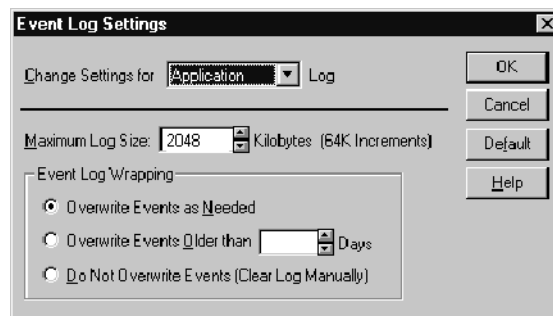 Event Log Settings
Change Settings for Application Log
OK
Cancel
Maximum Log Size: 2048 Kilobytes (64K Increments)
Default
Event Log Wrapping
Help
Overwrite Events as Needed
Overwrite Events Older than Days
Do Not Overwrite Events (Clear Log Manually)